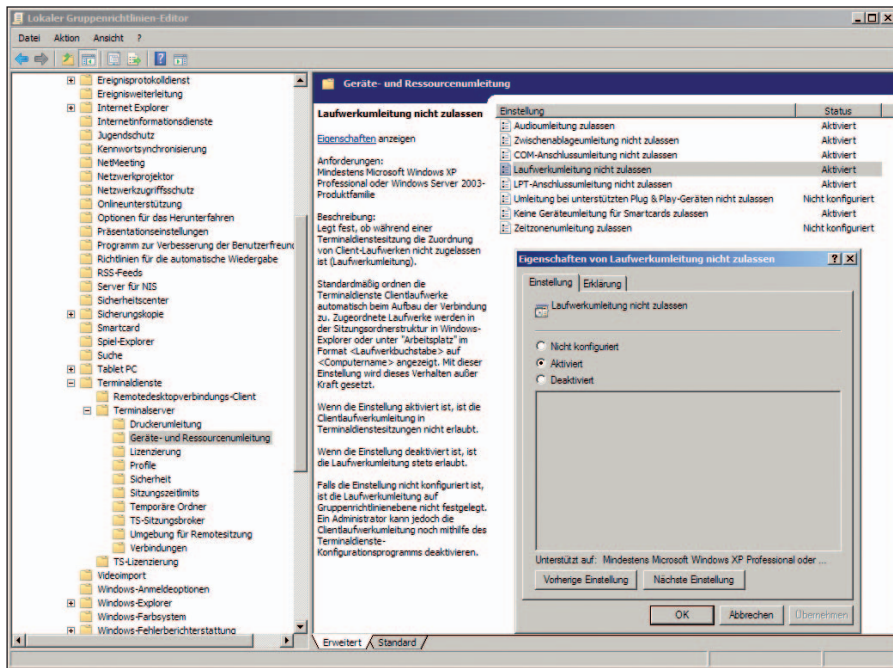 Lokaler Gruppenrichtlinien-Editor
Datei Aktion Ansicht ?
Ereignisprotokolldienst
Ereignisweiterleitung
Internet Explorer
Internetinformationsdienste
Jugendschutz
Kennwortsynchronisierung
NetMeeting
Netzwerkprojektor
Netzwerkzugriffsschutz
Onlineunterstützung
Optionen für das Herunterfahren
Präsentationseinstellungen
Programm zur Verbesserung der Benutzerfreund
Richtlinien für die automatische Wiedergabe
RSS-Feeds
Server für NIS
Sicherheitscenter
Sicherungskopie
Smartcard
Spiel-Explorer
Suche
Tablet PC
Terminaldienste
Remotedesktopverbindungs-Client
Terminalserver
Druckerumleitung
Geräte- und Ressourcenumleitung
Lizenzierung
Profile
Sicherheit
Sitzungszeitlimits
Temporäre Ordner
TS-Sitzungsbroker
Umgebung für Remotesitzung
Verbindungen
TS-Lizenzierung
Videoimport
Windows-Anmeldeoptionen
Windows-Explorer
Windows-Farbsystem
Windows-Fehlerberichterstattung
Geräte- und Ressourcenumleitung
Laufwerkumleitung nicht zulassen
Eigenschaften anzeigen
Anforderungen:
Mindestens Microsoft Windows XP
Professional oder Windows Server 2003-
Produktfamilie
Beschreibung:
Legt fest, ob während einer
Terminaldienstesitzung die Zuordnung
von Client-Laufwerken nicht zugelassen
ist (Laufwerkumleitung).
Standardmäßig ordnen die
Terminaldienste Clientlaufwerke
automatisch beim Aufbau der Verbindung
zu. Zugeordnete Laufwerke werden in
der Sitzungsordnerstruktur in Windows-
Explorer oder unter "Arbeitsplatz" im
Format <Laufwerkbuchstabe> auf
<Computername> angezeigt. Mit dieser
Einstellung wird dieses Verhalten außer
Kraft gesetzt.
Wenn die Einstellung aktiviert ist, ist die
Clientlaufwerkumleitung in
Terminaldienstesitzungen nicht erlaubt.
Wenn die Einstellung deaktiviert ist, ist
die Laufwerkumleitung stets erlaubt.
Falls die Einstellung nicht konfiguriert ist,
ist die Laufwerkumleitung auf
Gruppenrichtlinienebene nicht festgelegt.
Ein Administrator kann jedoch die
Clientlaufwerkumleitung noch mithilfe des
Terminaldienste-
Konfigurationsprogramms deaktivieren.
Einstellung Status
Audioumleitung zulassen Aktiviert
Zwischenablageumleitung nicht zulassen Aktiviert
COM-Anschlussumleitung nicht zulassen Aktiviert
Laufwerkumleitung nicht zulassen Aktiviert
LPT-Anschlussumleitung nicht zulassen Aktiviert
Umleitung bei unterstützten Plug & Play-Geräten nicht zulassen Nicht konfiguriert
Keine Geräteumleitung für Smartcards zulassen Aktiviert
Zeitzonenumleitung zulassen Nicht konfiguriert
Eigenschaften von Laufwerkumleitung nicht zulassen
Einstellung Erklärung
Laufwerkumleitung nicht zulassen
Nicht konfiguriert
Aktiviert
Deaktiviert
Unterstützt auf: Mindestens Microsoft Windows XP Professional oder ...
Vorherige Einstellung Nächste Einstellung
OK Abbrechen Übernehmen
Erweitert Standard